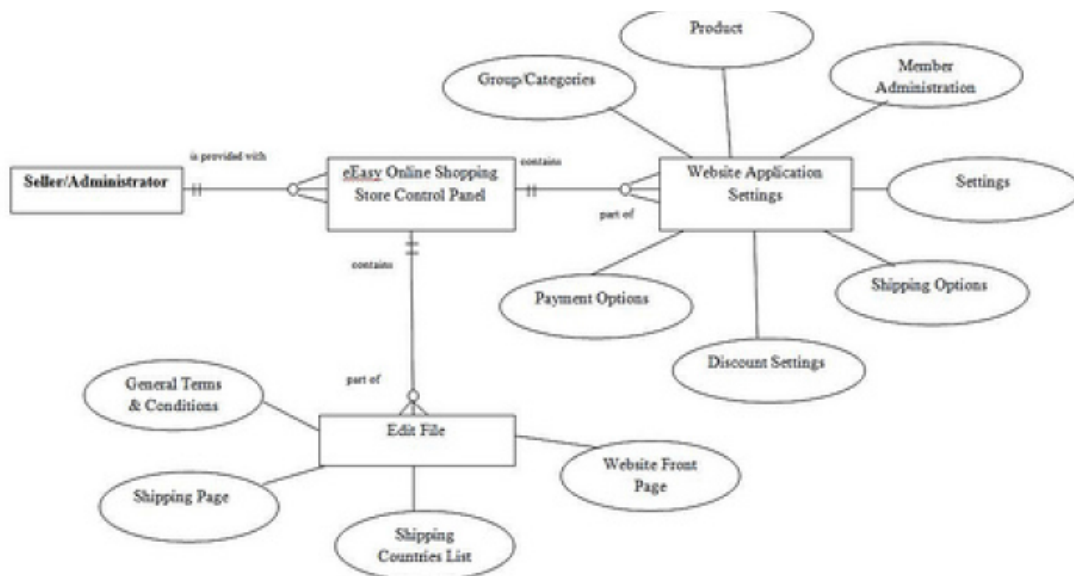 Product
Group/Categories
Member
Administration
is provided with
contains
Seller/Administrator
eEasy Online Shopping
Store Control Panel
Website Application
Settings
Settings
part of
contains
Payment Options
Shipping Options
Discount Settings
part of
General Terms
& Conditions
Edit File
Website Front
Page
Shipping Page
Shipping
Countries List